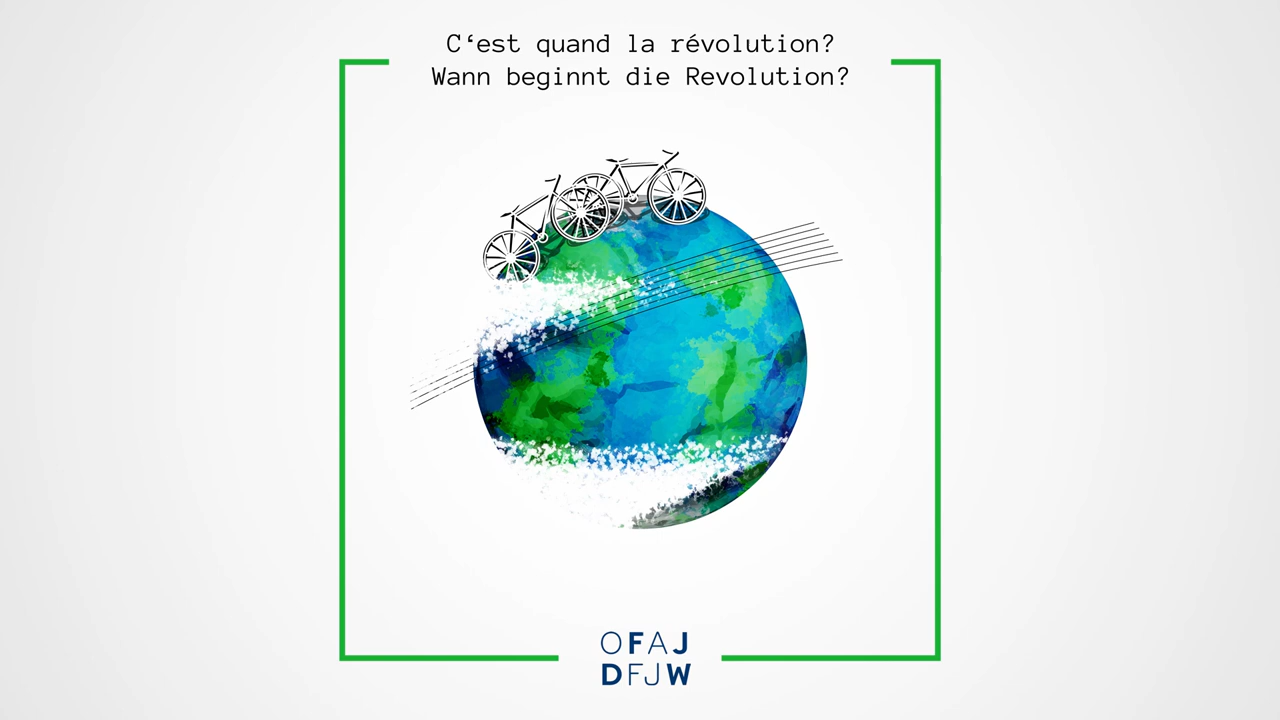 C‘est quand la révolution?
Wann beginnt die Revolution?
OFAJ
DFJW